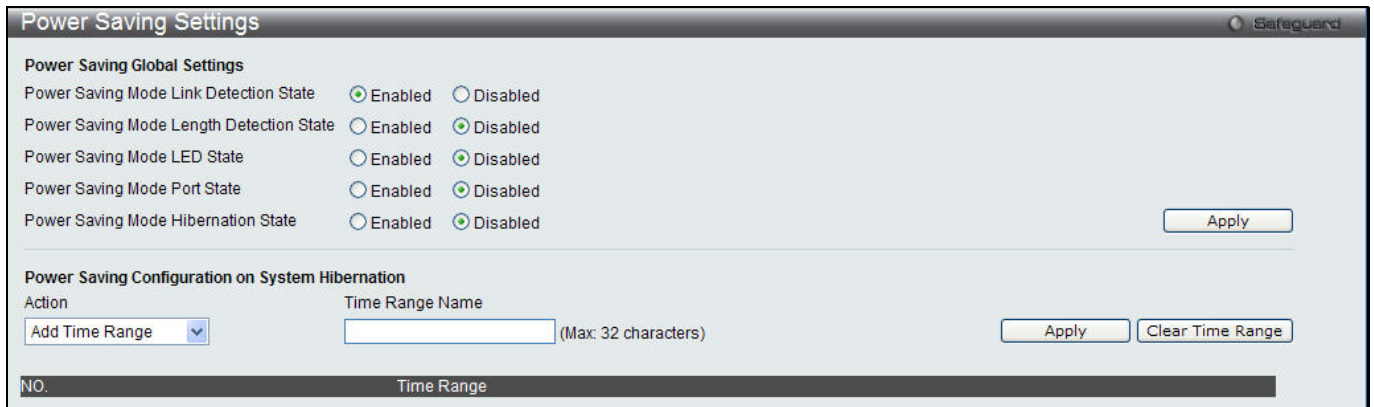 Power Saving Settings
Safeguard
Power Saving Global Settings
Power Saving Mode Link Detection State Enabled Disabled
Power Saving Mode Length Detection State Enabled Disabled
Power Saving Mode LED State Enabled Disabled
Power Saving Mode Port State Enabled Disabled
Power Saving Mode Hibernation State Enabled Disabled Apply
Power Saving Configuration on System Hibernation
Action Time Range Name
Add Time Range (Max: 32 characters) Apply Clear Time Range
NO. Time Range